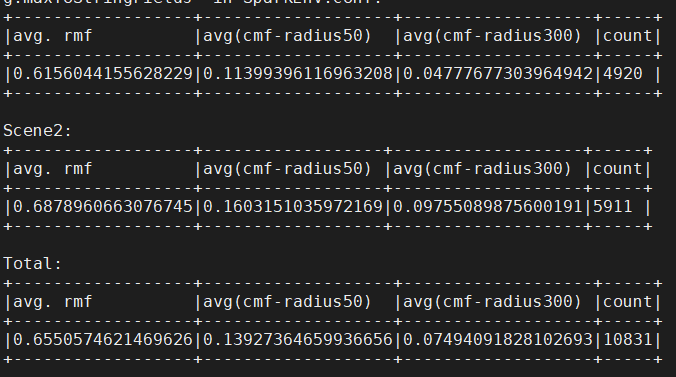 g.maxToStringFields' in SparkEnv.conf.
+------------------+-------------------+-------------------+-----+
|avg. rmf          |avg(cmf-radius50)  |avg(cmf-radius300) |count|
+------------------+-------------------+-------------------+-----+
|0.6156044155628229|0.11399396116963208|0.04777677303964942|4920 |
+------------------+-------------------+-------------------+-----+
Scene2:
+------------------+------------------+-------------------+-----+
|avg. rmf          |avg(cmf-radius50) |avg(cmf-radius300) |count|
+------------------+------------------+-------------------+-----+
|0.6878960663076745|0.1603151035972169|0.09755089875600191|5911 |
+------------------+------------------+-------------------+-----+
Total:
+------------------+-------------------+-------------------+-----+
|avg. rmf          |avg(cmf-radius50)  |avg(cmf-radius300) |count|
+------------------+-------------------+-------------------+-----+
|0.6550574621469626|0.13927364659936656|0.07494091828102693|10831|
+------------------+-------------------+-------------------+-----+